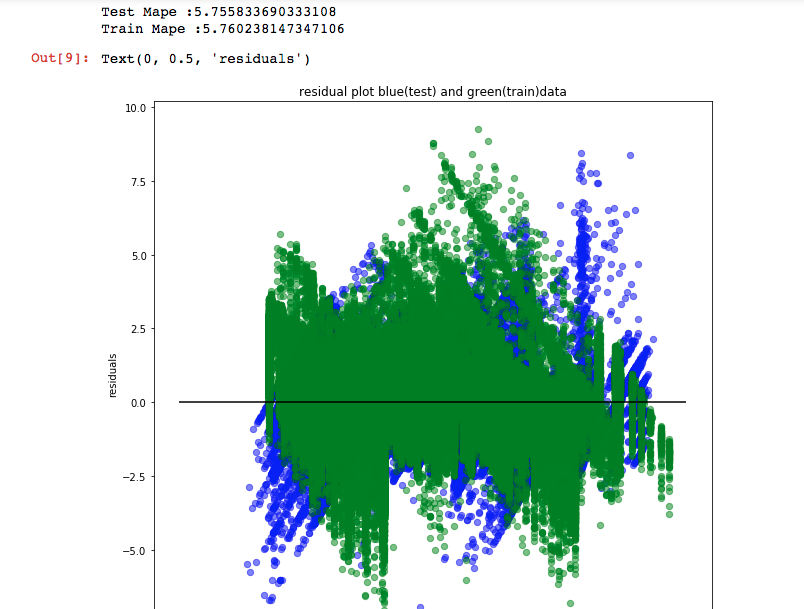 Test Mape :5.755833690333108
Train Mape :5.760238147347106
Out[9]: Text(0, 0.5, 'residuals')
residual plot blue(test) and green(train)data
10.0
7.5
5.0
2.5
0.0
−2.5
−5.0
residuals